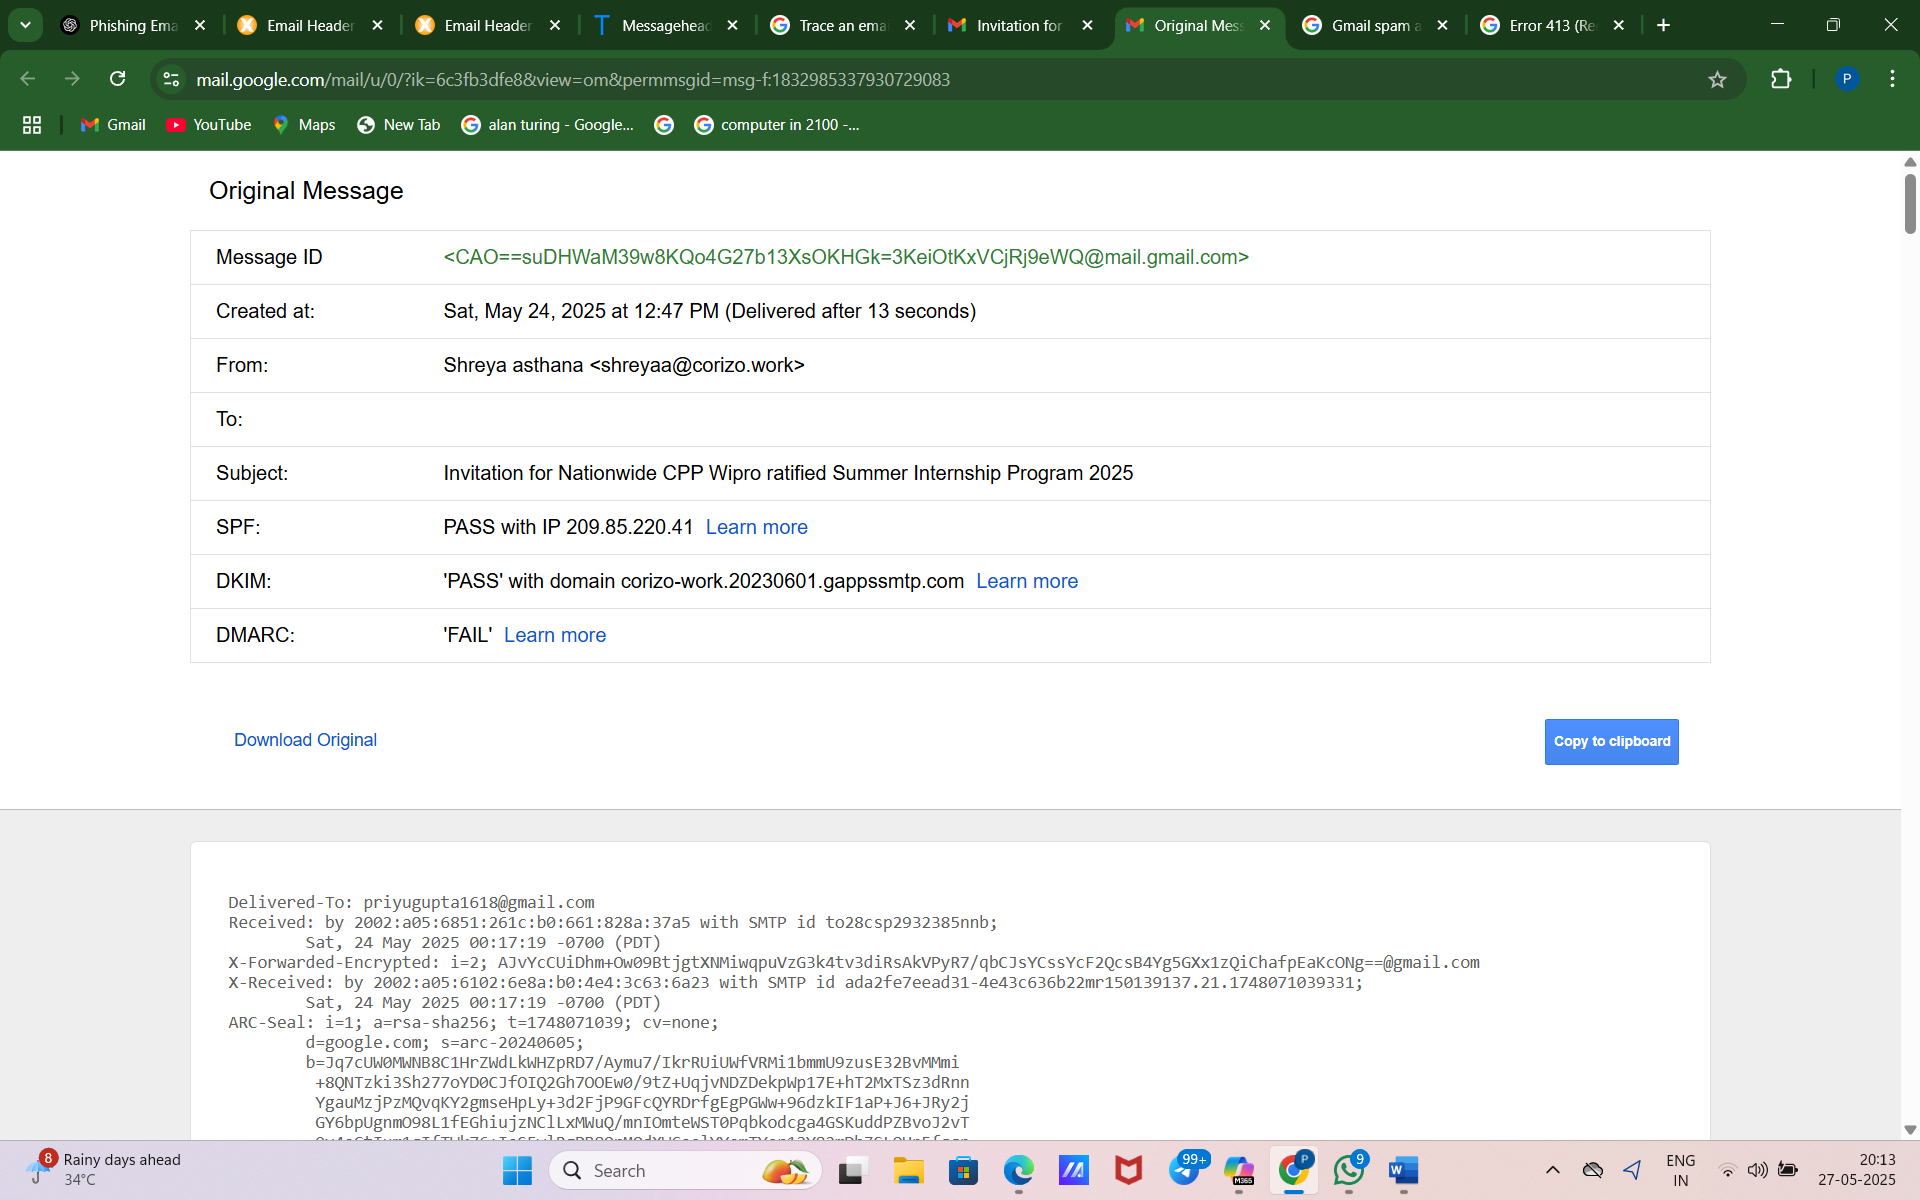 Phishing Ema
Email Header
Email Header
Messagehead
Trace an emai
Invitation for
Original Mess
Gmail spam a
Error 413 (Re
mail.google.com/mail/u/0/?ik=6c3fb3dfe8&view=om&permmsgid=msg-f:1832985337930729083
P
Gmail
YouTube
Maps
New Tab
alan turing - Google...
computer in 2100 -...
Original Message
Message ID <CAO==suDHWaM39w8KQo4G27b13XsOKHGk=3KeiOtKxVCjRj9eWQ@mail.gmail.com>
Created at: Sat, May 24, 2025 at 12:47 PM (Delivered after 13 seconds)
From: Shreya asthana <shreyaa@corizo.work>
To:
Subject: Invitation for Nationwide CPP Wipro ratified Summer Internship Program 2025
SPF: PASS with IP 209.85.220.41 Learn more
DKIM: 'PASS' with domain corizo-work.20230601.gappssmtp.com Learn more
DMARC: 'FAIL' Learn more
Download Original
Copy to clipboard
Delivered-To: priyugupta1618@gmail.com
Received: by 2002:a05:6851:261c:b0:661:828a:37a5 with SMTP id to28csp2932385nnb;
Sat, 24 May 2025 00:17:19 -0700 (PDT)
X-Forwarded-Encrypted: i=2; AJvYcCUiDhm+Ow09BtjgtXNMiwqpuVzG3k4tv3diRsAkVPyR7/qbCJsYCssYcF2QcsB4Yg5GXx1zQiChafpEaKcONg==@gmail.com
X-Received: by 2002:a05:6102:6e8a:b0:4e4:3c63:6a23 with SMTP id ada2fe7eead31-4e43c636b22mr150139137.21.1748071039331;
Sat, 24 May 2025 00:17:19 -0700 (PDT)
ARC-Seal: i=1; a=rsa-sha256; t=1748071039; cv=none;
d=google.com; s=arc-20240605;
b=Jq7cUW0MWNB8C1HrZWdLkWHZpRD7/Aymu7/IkrRUiUWfVRMi1bmmU9zusE32BvMMmi
+8QNTzki3Sh277oYD0CJfOIQ2Gh7OOEw0/9tZ+UqjvNDZDekpWp17E+hT2MxTSz3dRnn
YgauMzjPzMQvqKY2gmseHpLy+3d2FjP9GFcQYRDrfgEgPGWw+96dzkIF1aP+J6+JRy2j
GY6bpUgnmO98L1fEGhiujzNClLxMWuQ/mnIOmteWST0Pqbkodcga4GSKuddPZBvoJ2vT
8
Rainy days ahead
34°C
Search
99+
M365
P
9
ENG
IN
20:13
27-05-2025